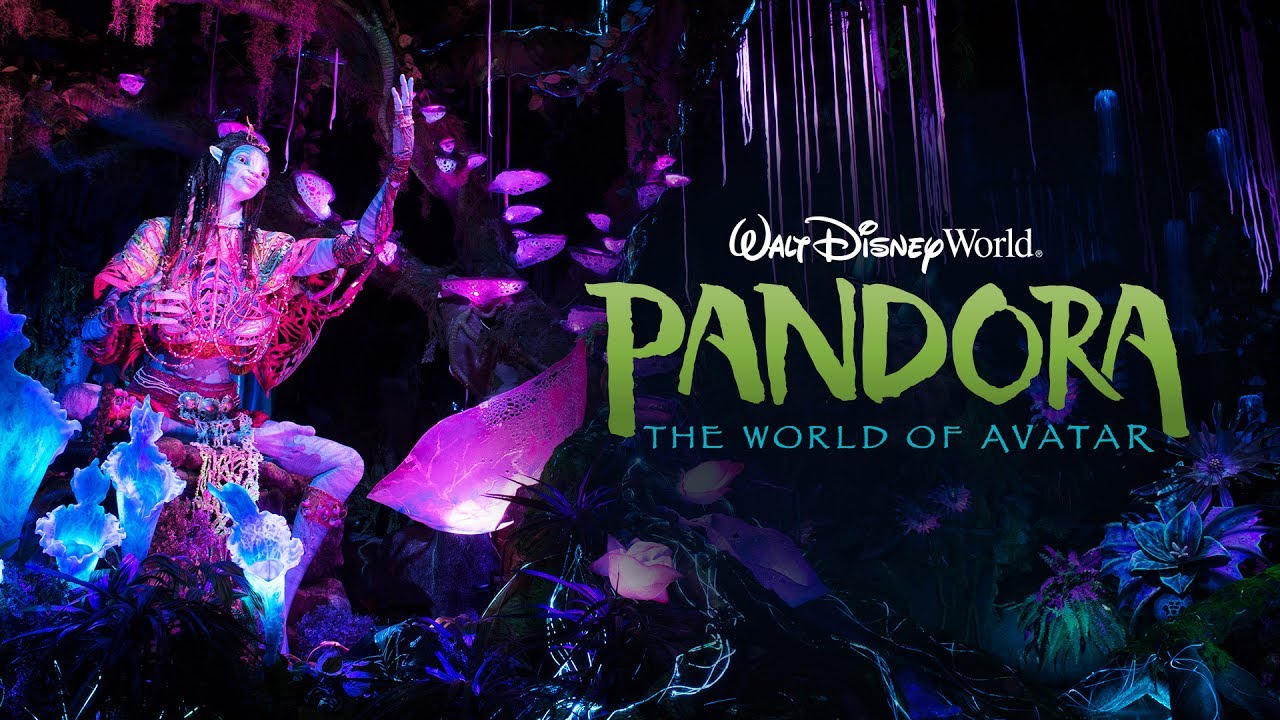 Walt Disney World®
PANDORA
THE WORLD OF AVATAR